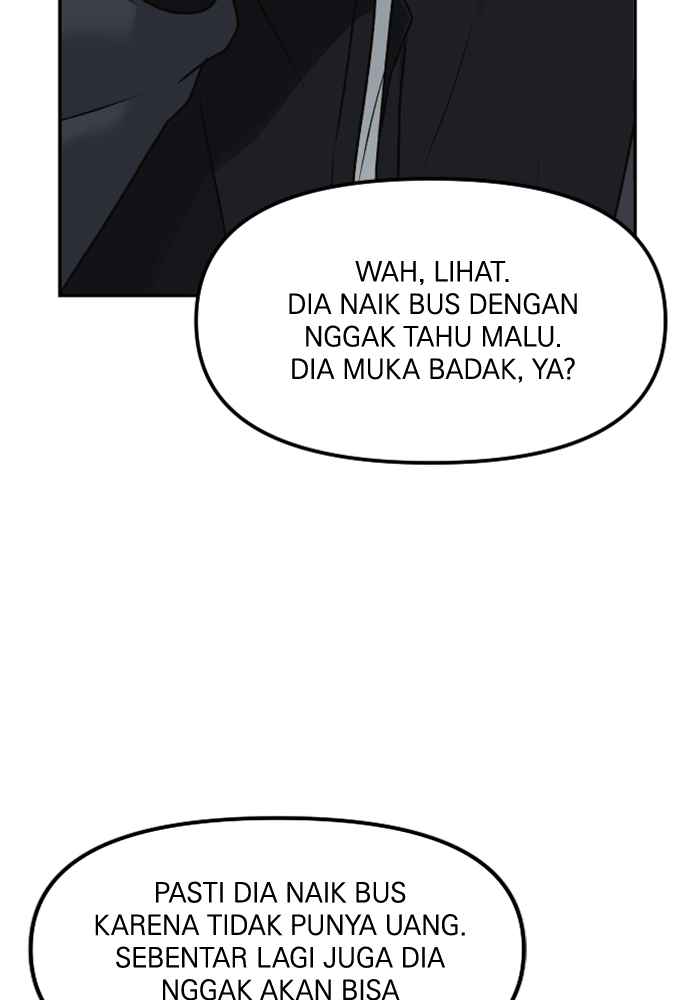 WAH, LIHAT.
DIA NAIK BUS DENGAN
NGGAK TAHU MALU.
DIA MUKA BADAK, YA?
PASTI DIA NAIK BUS
KARENA TIDAK PUNYA UANG.
SEBENTAR LAGI JUGA DIA
NGGAK AKAN BISA